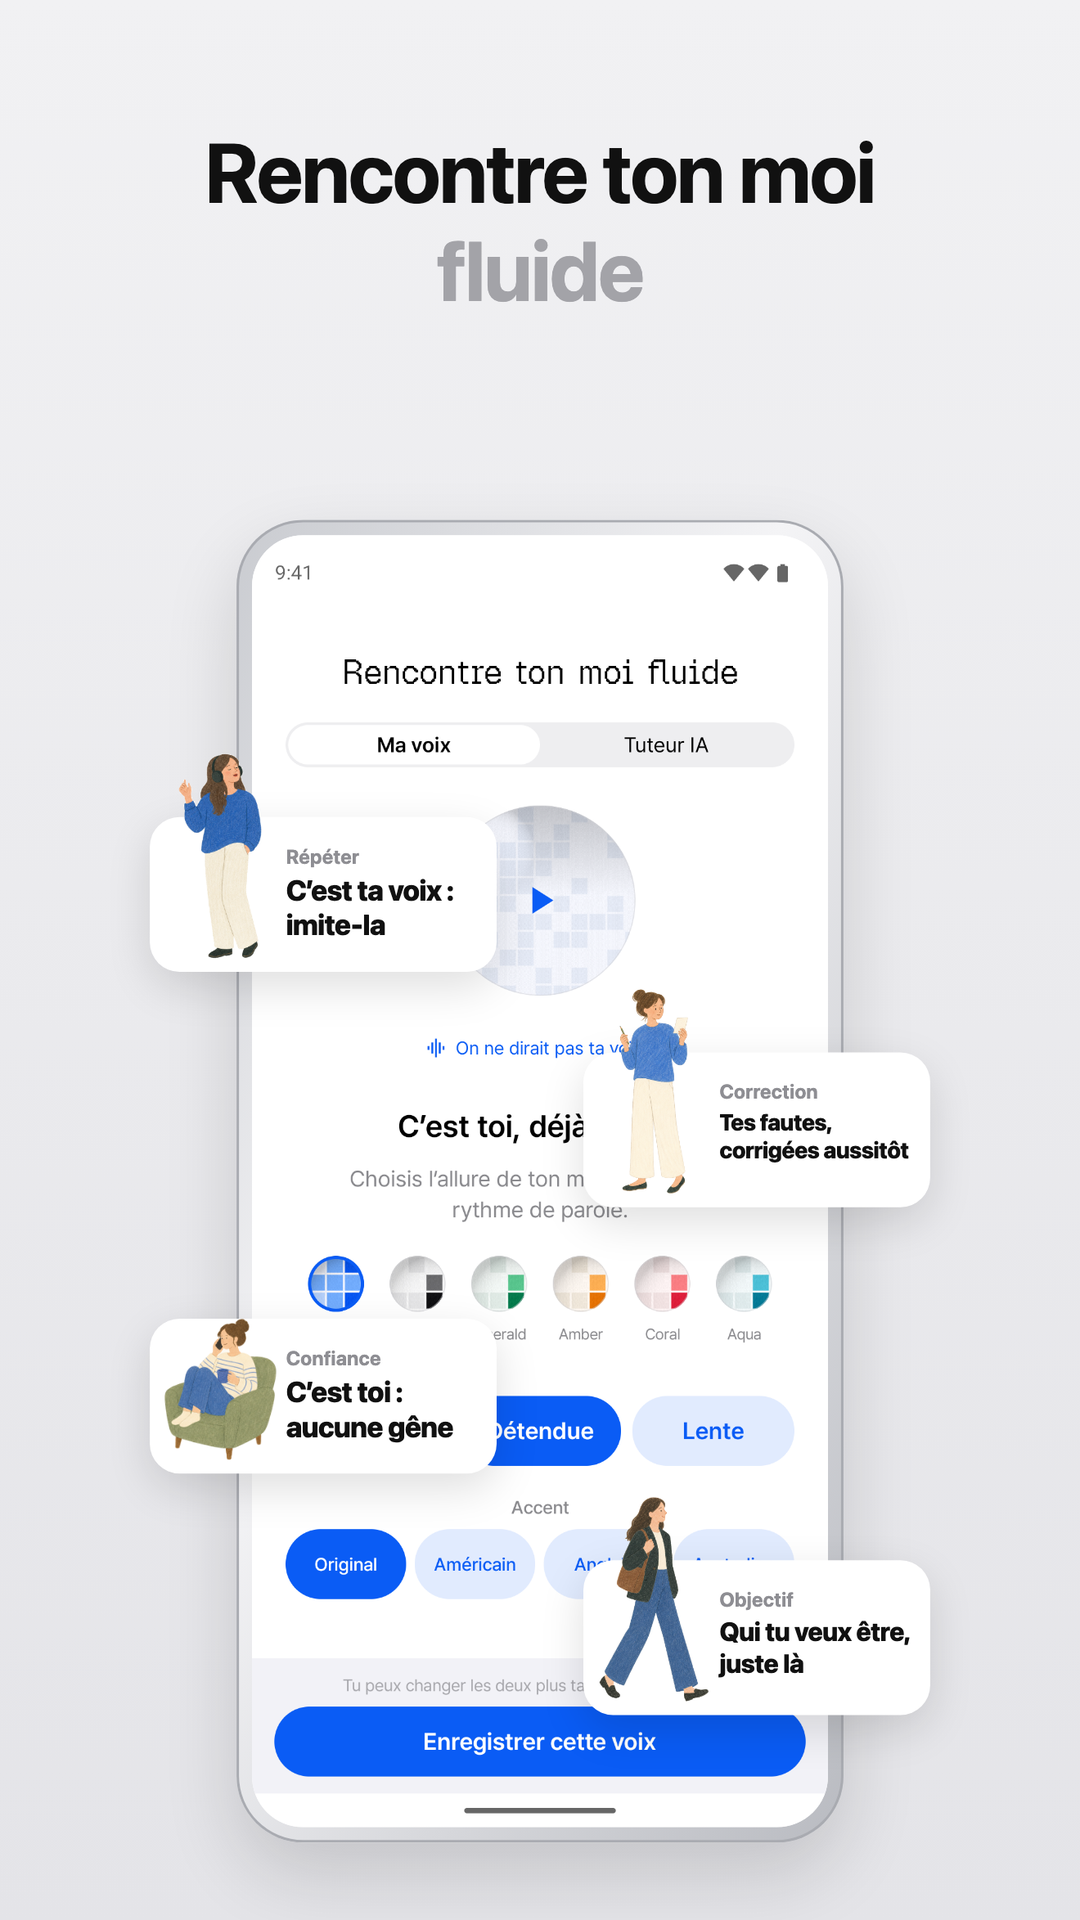 Rencontre ton moi
fluide
9:41
Rencontre ton moi fluide
Ma voix
Tuteur IA
Répéter
C'est ta voix :
imite-la
On ne dirait pas ta
Correction
Tes fautes,
corrigées aussitôt
C'est toi, déjà
Choisis l'allure de ton
rythme de parole.
Amber
Coral
Aqua
Confiance
C'est toi :
aucune gêne
Détendue
Lente
Accent
Original
Américain
Objectif
Qui tu veux être,
juste là
Tu peux changer les deux plus
Enregistrer cette voix